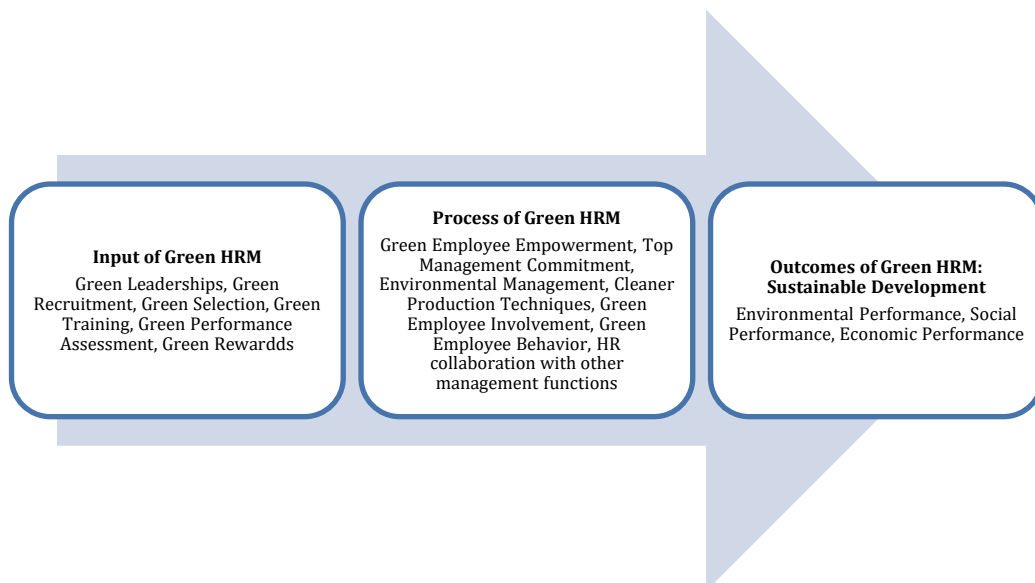 Input of Green HRM
Green Leaderships, Green
Recruitment, Green Selection, Green
Training, Green Performance
Assessment, Green Rewardds
Process of Green HRM
Green Employee Empowerment, Top
Management Commitment,
Environmental Management, Cleaner
Production Techniques, Green
Employee Involvement, Green
Employee Behavior, HR
collaboration with other
management functions
Outcomes of Green HRM:
Sustainable Development
Environmental Performance, Social
Performance, Economic Performance